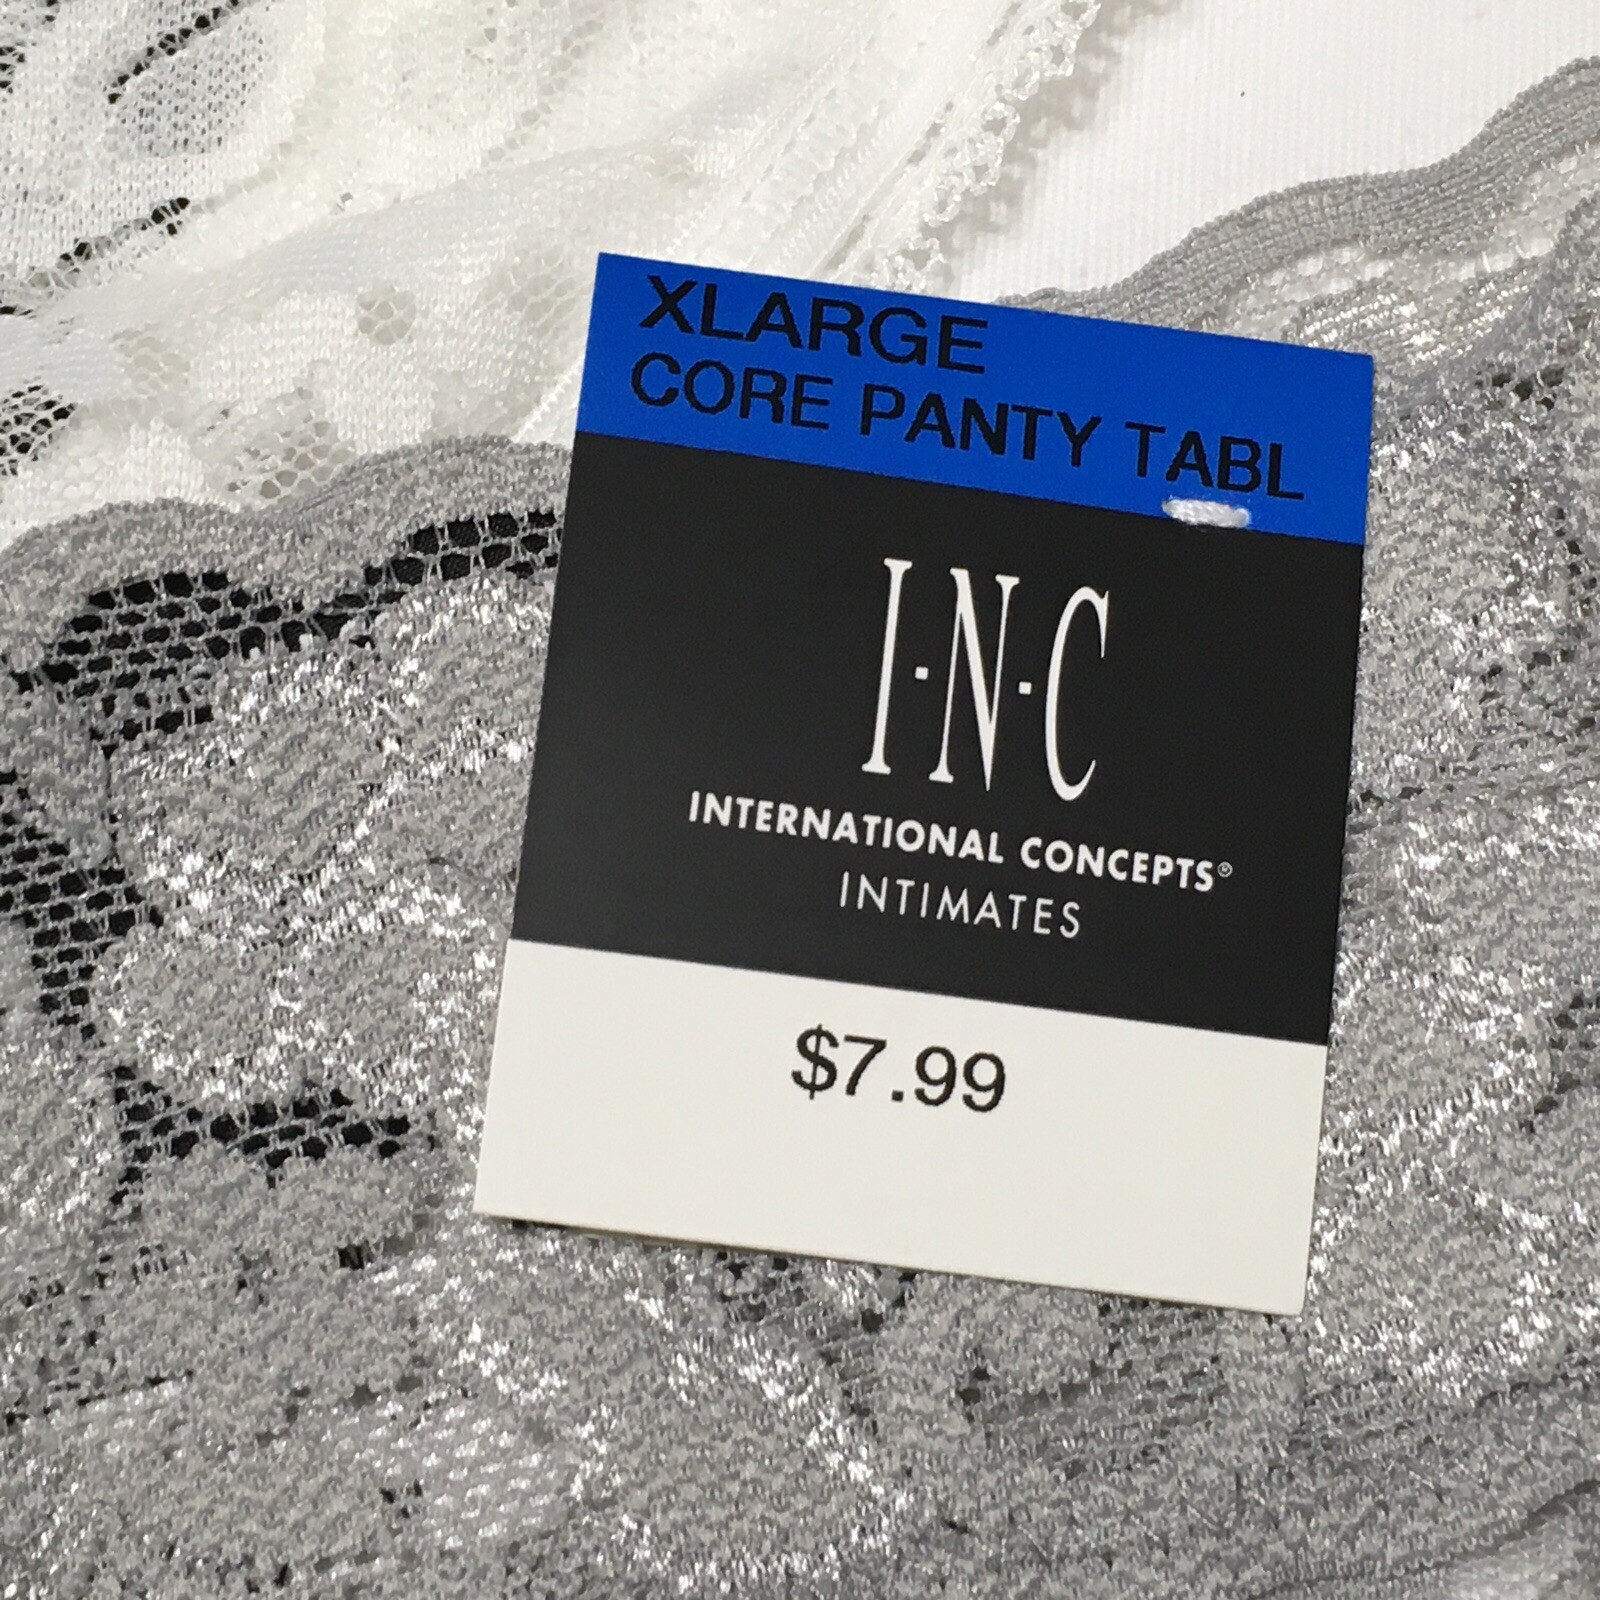 XLARGE
CORE PANTY TABL
I·N·C
INTERNATIONAL CONCEPTS®
INTIMATES
$7.99